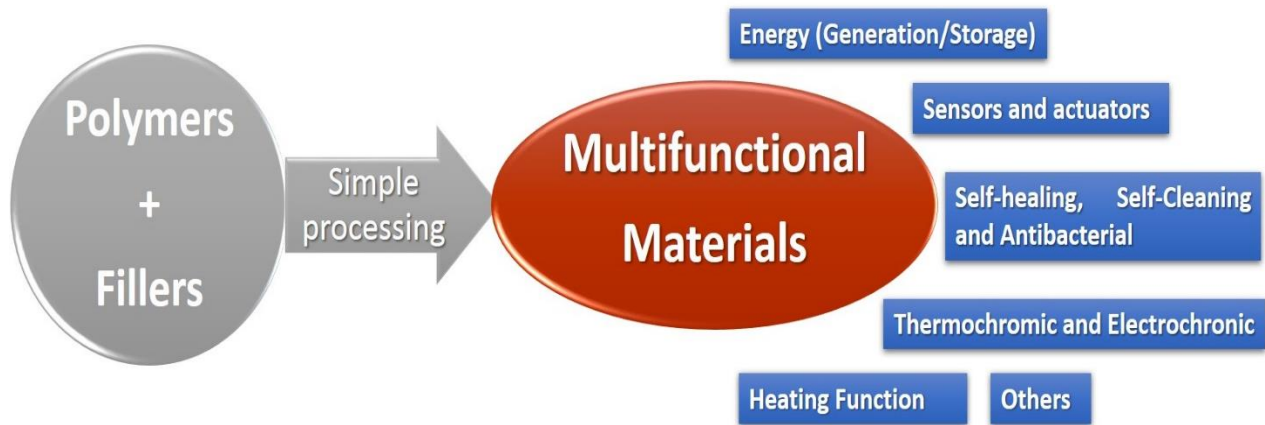 Polymers
+
Fillers
Simple
processing
Multifunctional
Materials
Energy (Generation/Storage)
Sensors and actuators
Self-healing, Self-Cleaning
and Antibacterial
Thermochromic and Electrochronic
Heating Function
Others